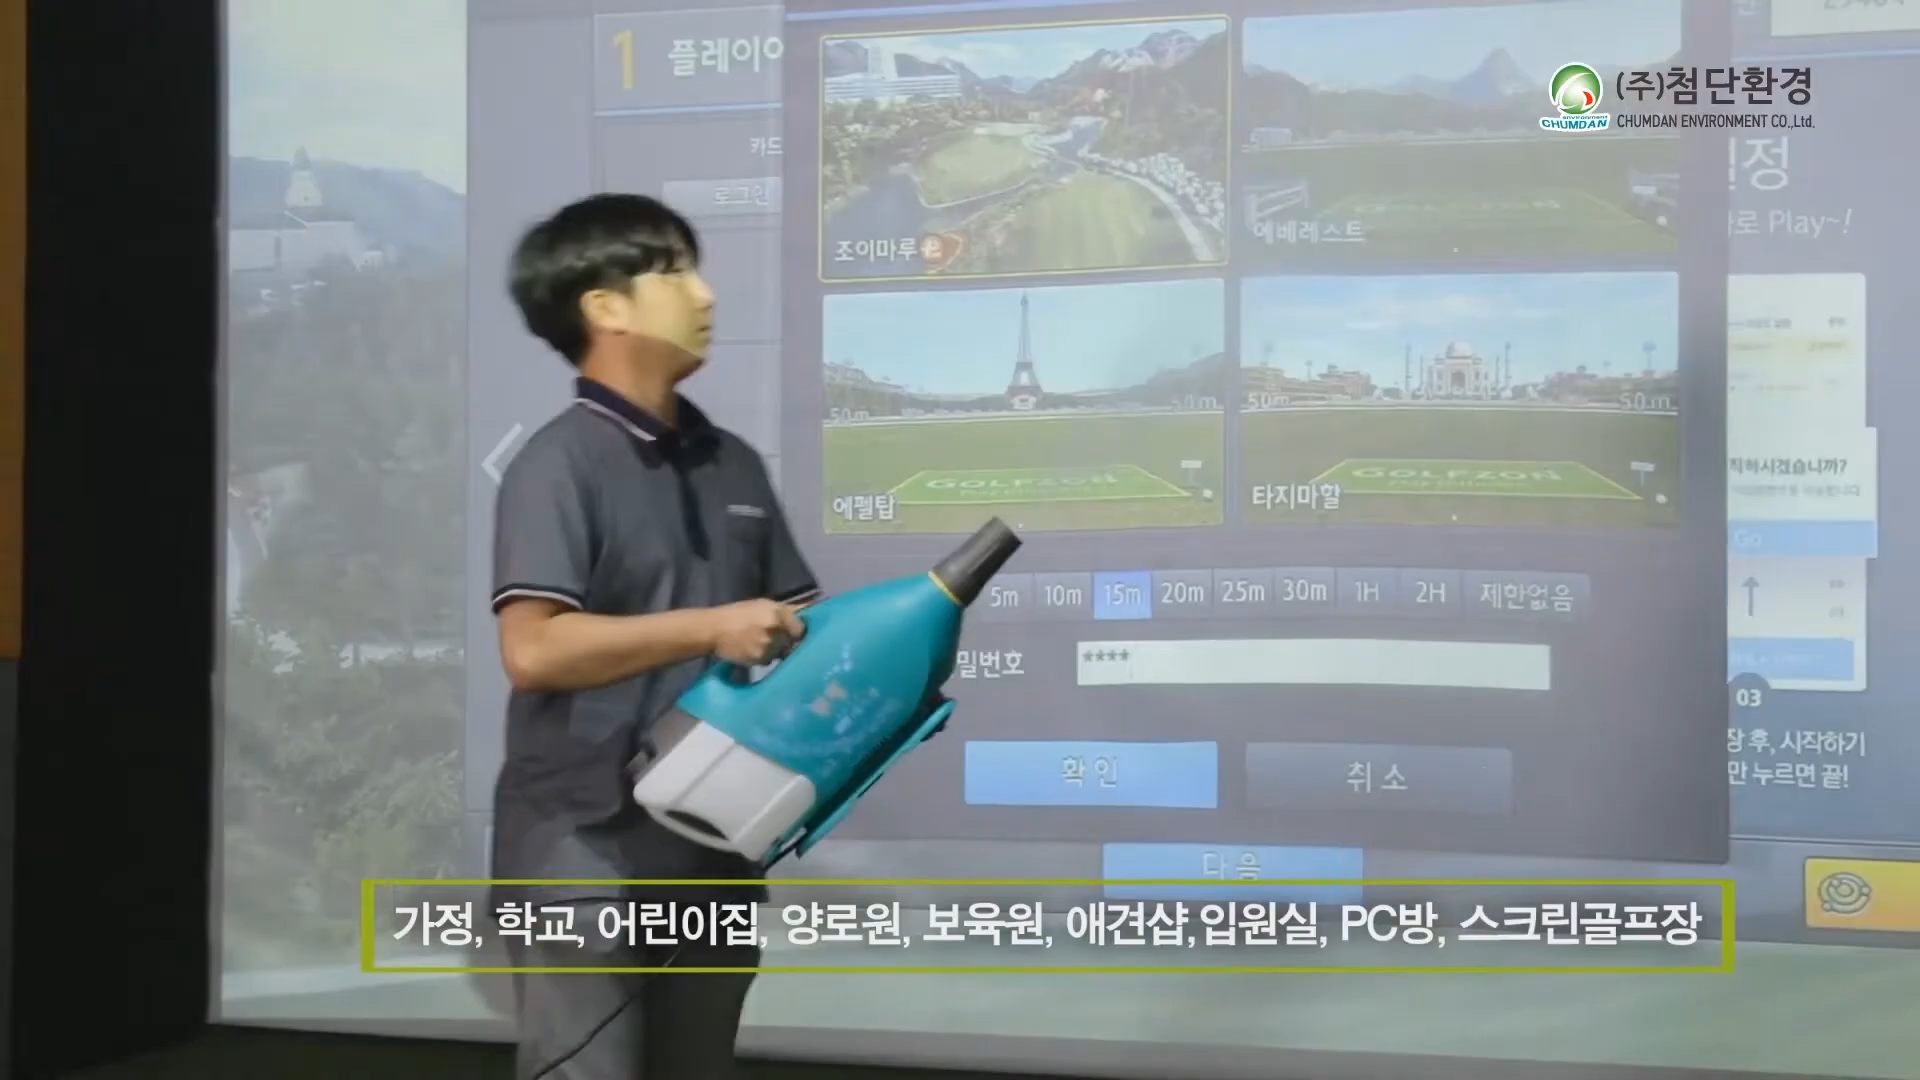 1 플레이어
(주)첨단환경
CHUMDAN
CHUMDAN ENVIRONMENT CO.,Ltd.
카드
로그인
조이마루
에베레스트
Play~!
50m
50m
50m
50m
GOLFZON
GOLFZON
에펠탑
타지마할
5m 10m 15m 20m 25m 30m 1H 2H 제한없음
밀번호
****
Go
03
장 후, 시작하기
만 누르면 끝!
확인
취소
다음
가정, 학교, 어린이집, 양로원, 보육원, 애견샵, 입원실, PC방, 스크린골프장